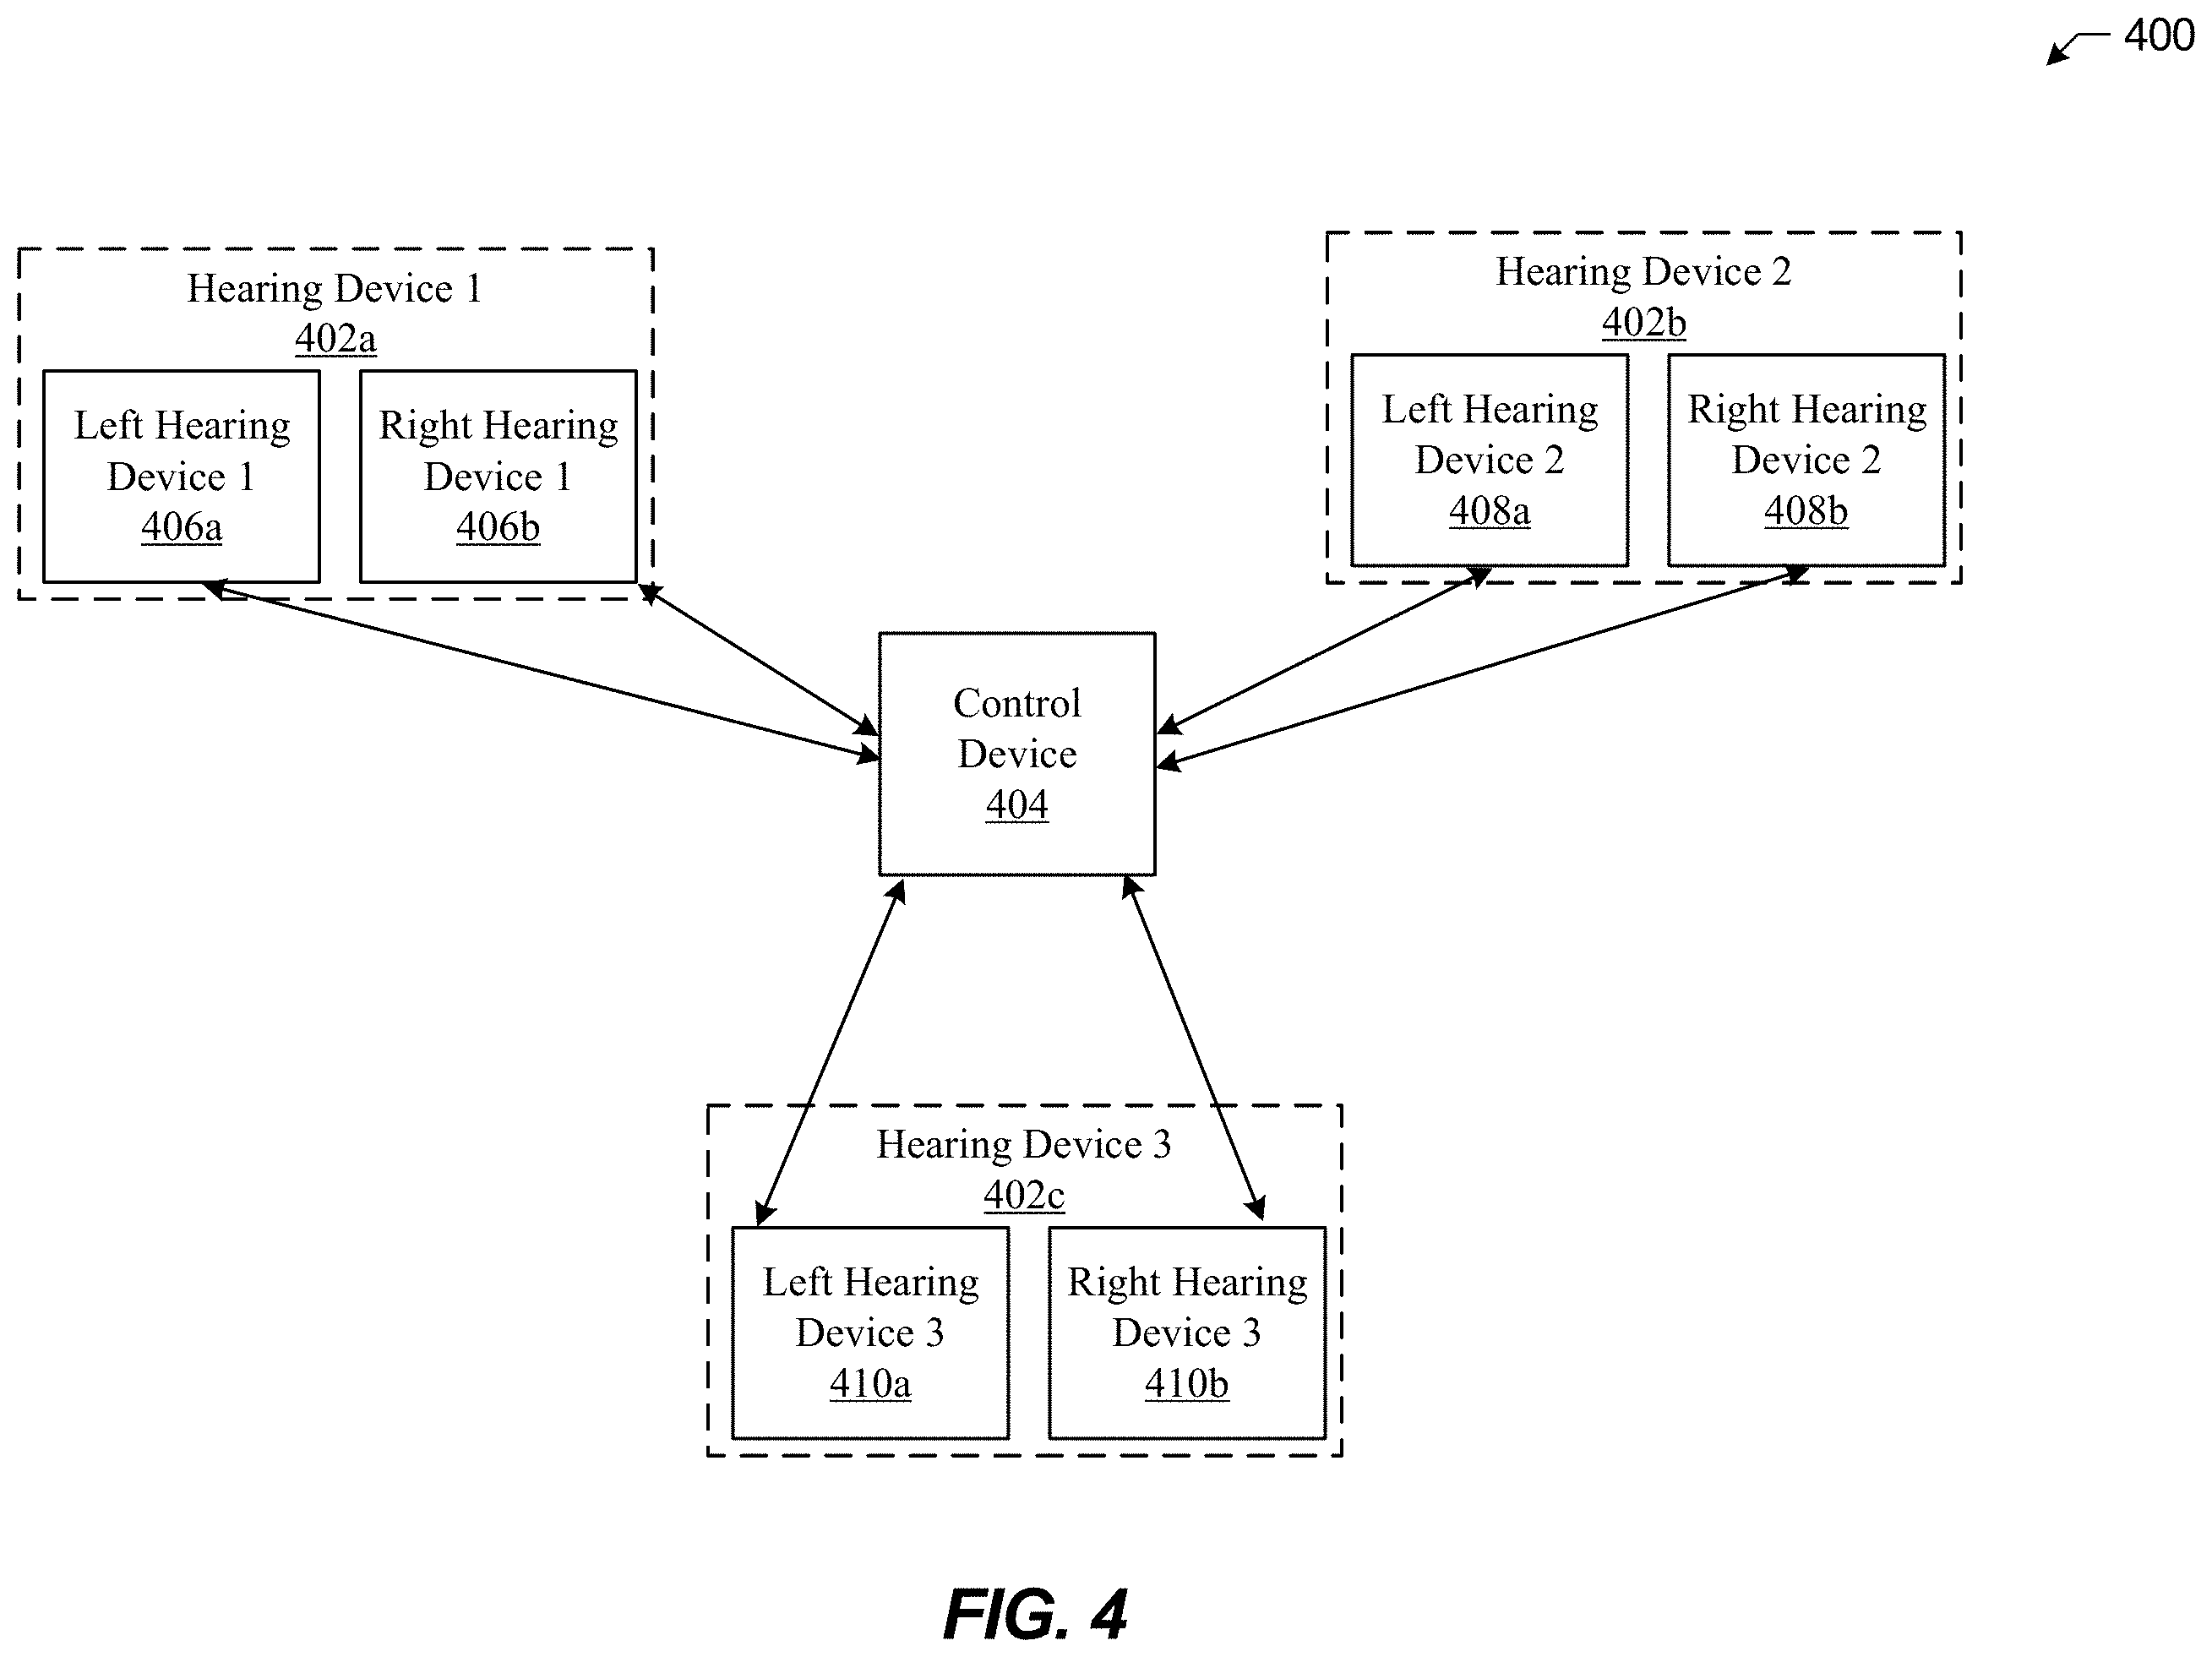 400
Hearing Device 1
402a
Left Hearing
Device 1
406a
Right Hearing
Device 1
406b
Hearing Device 2
402b
Left Hearing
Device 2
408a
Right Hearing
Device 2
408b
Control
Device
404
Hearing Device 3
402c
Left Hearing
Device 3
410a
Right Hearing
Device 3
410b
FIG. 4